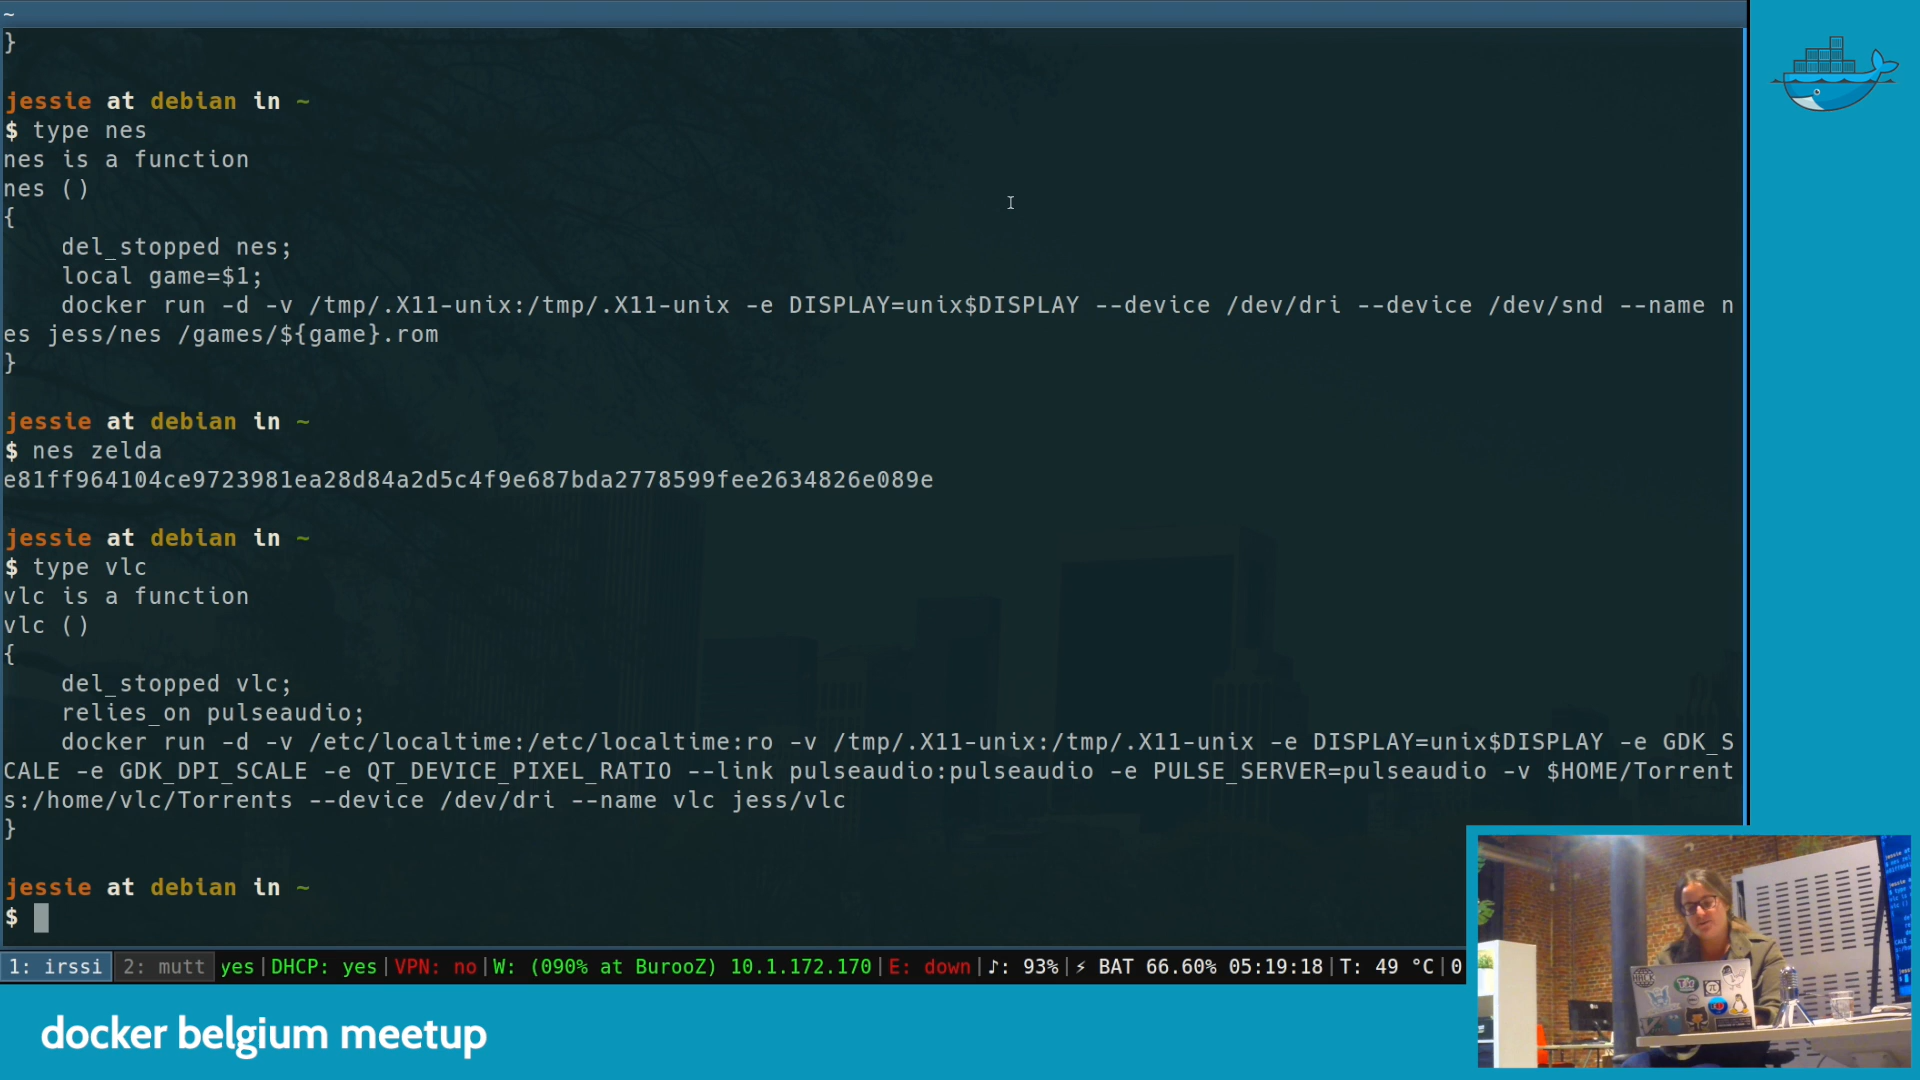 ~
}
jessie at debian in ~
$ type nes
nes is a function
nes ()
{
    del_stopped nes;
    local game=$1;
    docker run -d -v /tmp/.X11-unix:/tmp/.X11-unix -e DISPLAY=unix$DISPLAY --device /dev/dri --device /dev/snd --name n
es jess/nes /games/${game}.rom
}
jessie at debian in ~
$ nes zelda
e81ff964104ce9723981ea28d84a2d5c4f9e687bda2778599fee2634826e089e
jessie at debian in ~
$ type vlc
vlc is a function
vlc ()
{
    del_stopped vlc;
    relies_on pulseaudio;
    docker run -d -v /etc/localtime:/etc/localtime:ro -v /tmp/.X11-unix:/tmp/.X11-unix -e DISPLAY=unix$DISPLAY -e GDK_S
CALE -e GDK_DPI_SCALE -e QT_DEVICE_PIXEL_RATIO --link pulseaudio:pulseaudio -e PULSE_SERVER=pulseaudio -v $HOME/Torrent
s:/home/vlc/Torrents --device /dev/dri --name vlc jess/vlc
}
jessie at debian in ~
$
1: irssi 2: mutt yes|DHCP: yes|VPN: no|W: (090% at BurooZ) 10.1.172.170|E: down|♪: 93%|⚡ BAT 66.60% 05:19:18|T: 49 °C|0
docker belgium meetup